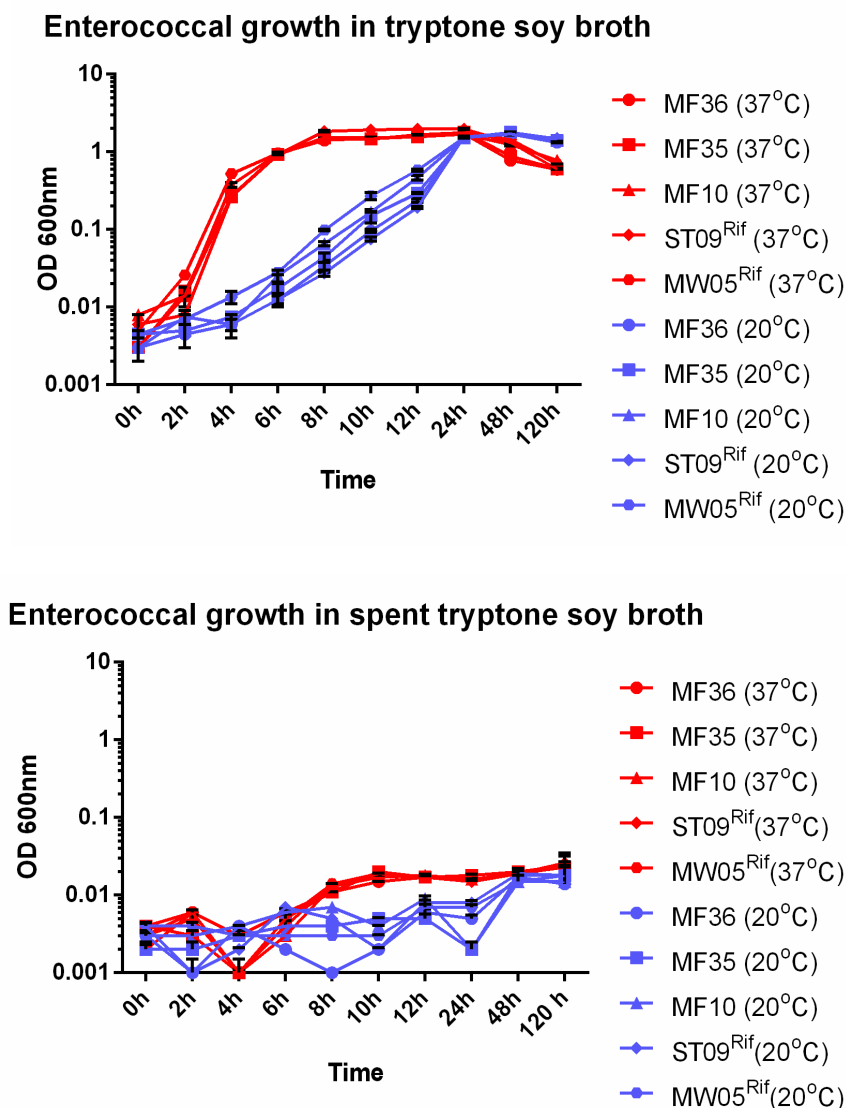 Enterococcal growth in tryptone soy broth
10
1
0.1
0.01
0.001
OD 600nm
0h
2h
4h
6h
8h
10h
12h
24h
48h
120h
Time
MF36 (37°C)
MF35 (37°C)
MF10 (37°C)
ST09Rif (37°C)
MW05Rif (37°C)
MF36 (20°C)
MF35 (20°C)
MF10 (20°C)
ST09Rif (20°C)
MW05Rif (20°C)
Enterococcal growth in spent tryptone soy broth
10
1
0.1
0.01
0.001
OD 600nm
0h
2h
4h
6h
8h
10h
12h
24h
48h
120 h
Time
MF36 (37°C)
MF35 (37°C)
MF10 (37°C)
ST09Rif(37°C)
MW05Rif(37°C)
MF36 (20°C)
MF35 (20°C)
MF10 (20°C)
ST09Rif(20°C)
MW05Rif(20°C)